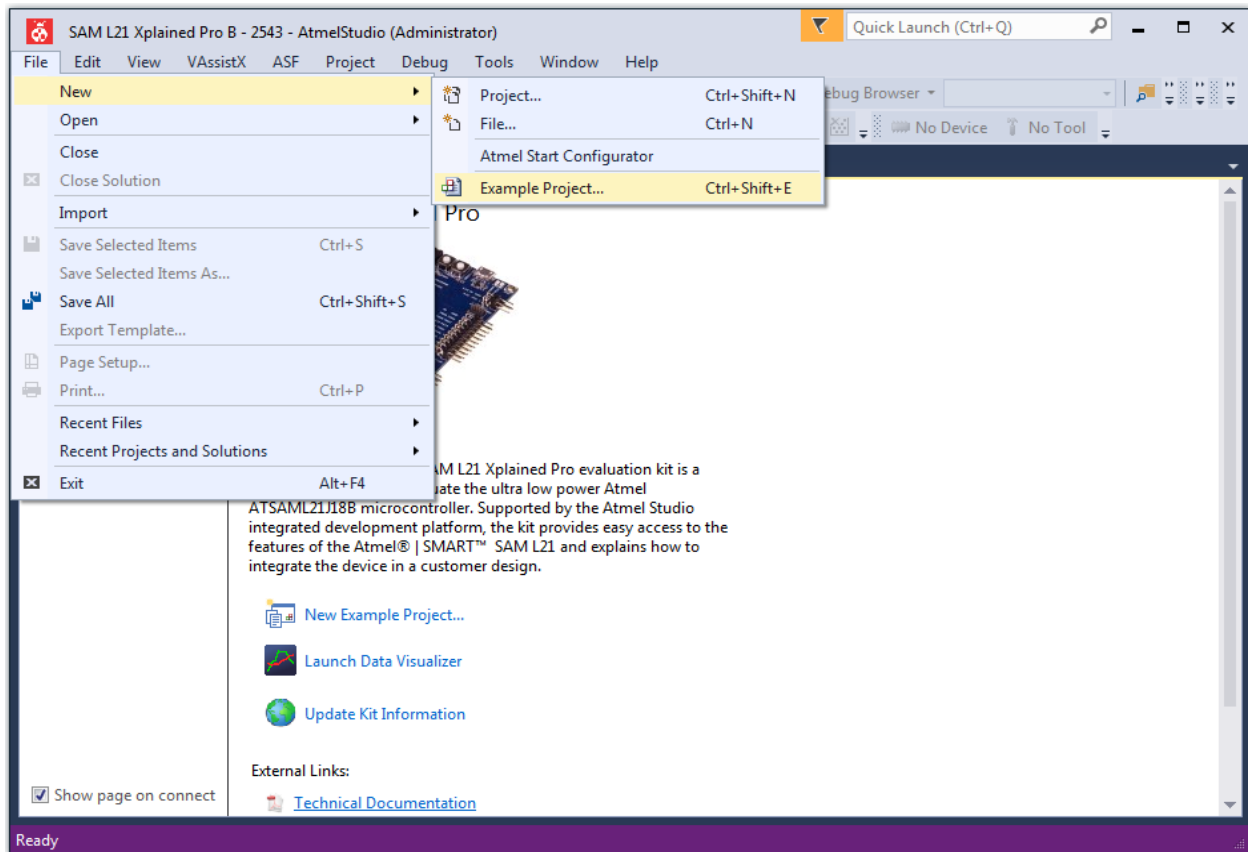 SAM L21 Xplained Pro B - 2543 - AtmelStudio (Administrator)
Quick Launch (Ctrl+Q)
File Edit View VAssistX ASF Project Debug Tools Window Help
New
Open
Close
Close Solution
Import
Save Selected Items Ctrl+S
Save Selected Items As...
Save All Ctrl+Shift+S
Export Template...
Page Setup...
Print... Ctrl+P
Recent Files
Recent Projects and Solutions
Exit Alt+F4
Project... Ctrl+Shift+N
File... Ctrl+N
Atmel Start Configurator
Example Project... Ctrl+Shift+E
Browser
No Device No Tool
Pro
L21 Xplained Pro evaluation kit is a
the ultra low power Atmel
ATSAML21J18B microcontroller. Supported by the Atmel Studio
integrated development platform, the kit provides easy access to the
features of the Atmel® | SMART™ SAM L21 and explains how to
integrate the device in a customer design.
New Example Project...
Launch Data Visualizer
Update Kit Information
External Links:
Technical Documentation
Show page on connect
Ready